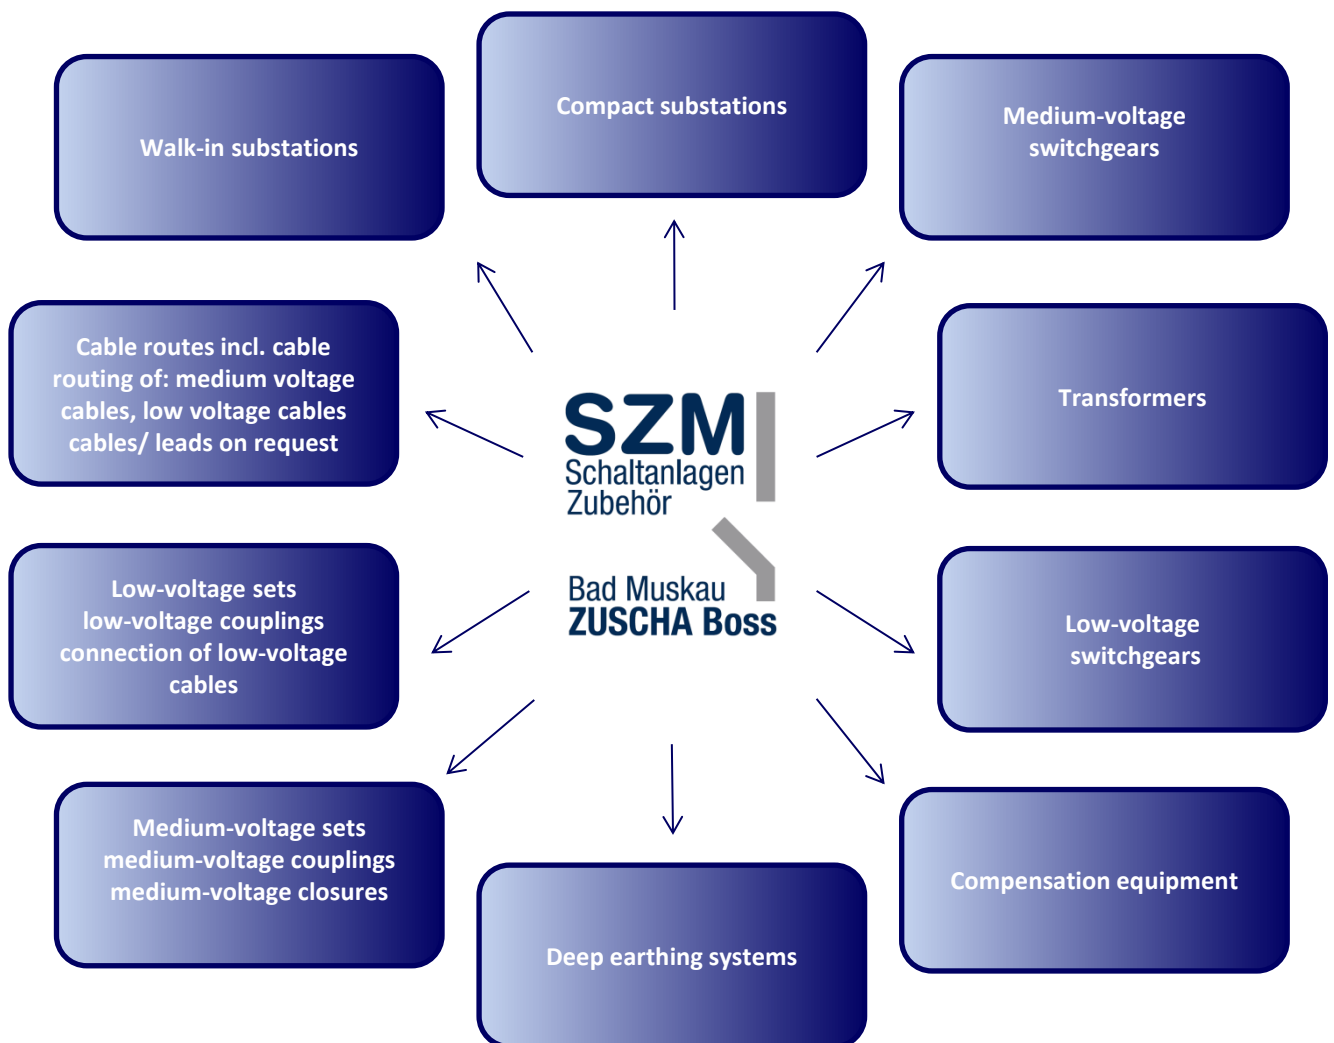 Compact substations
Walk-in substations
Medium-voltage
switchgears
Cable routes incl. cable
routing of: medium voltage
cables, low voltage cables
cables/ leads on request
Transformers
SZM
Schaltanlagen
Zubehör
Bad Muskau
ZUSCHA Boss
Low-voltage sets
low-voltage couplings
connection of low-voltage
cables
Low-voltage
switchgears
Medium-voltage sets
medium-voltage couplings
medium-voltage closures
Compensation equipment
Deep earthing systems